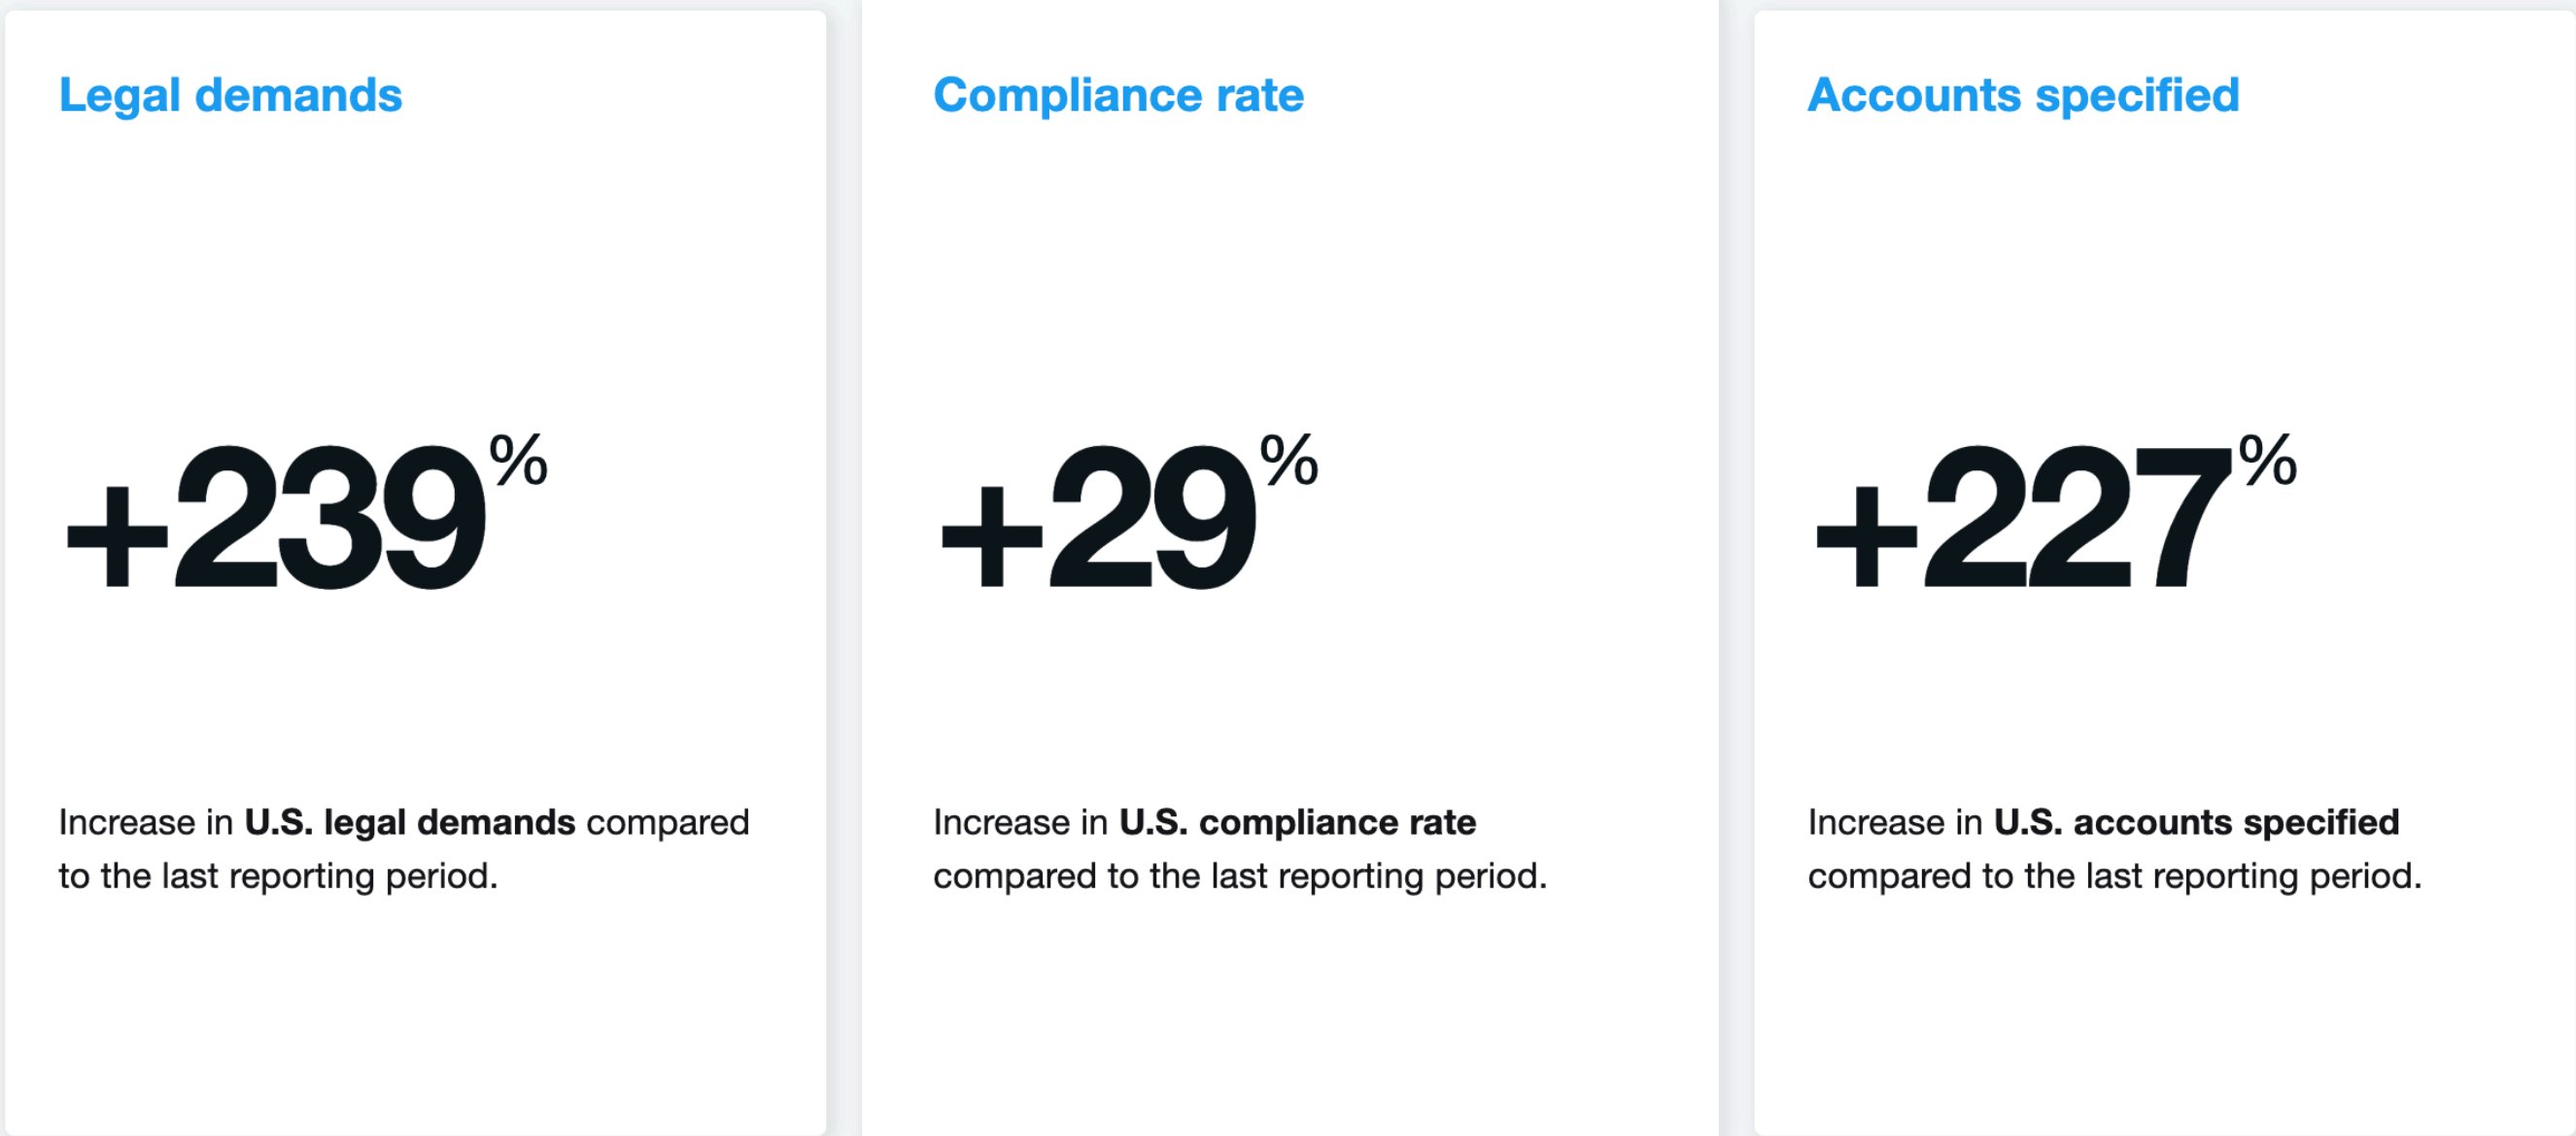 Legal demands
+239%
Increase in U.S. legal demands compared
to the last reporting period.
Compliance rate
+29%
Increase in U.S. compliance rate
compared to the last reporting period.
Accounts specified
+227%
Increase in U.S. accounts specified
compared to the last reporting period.